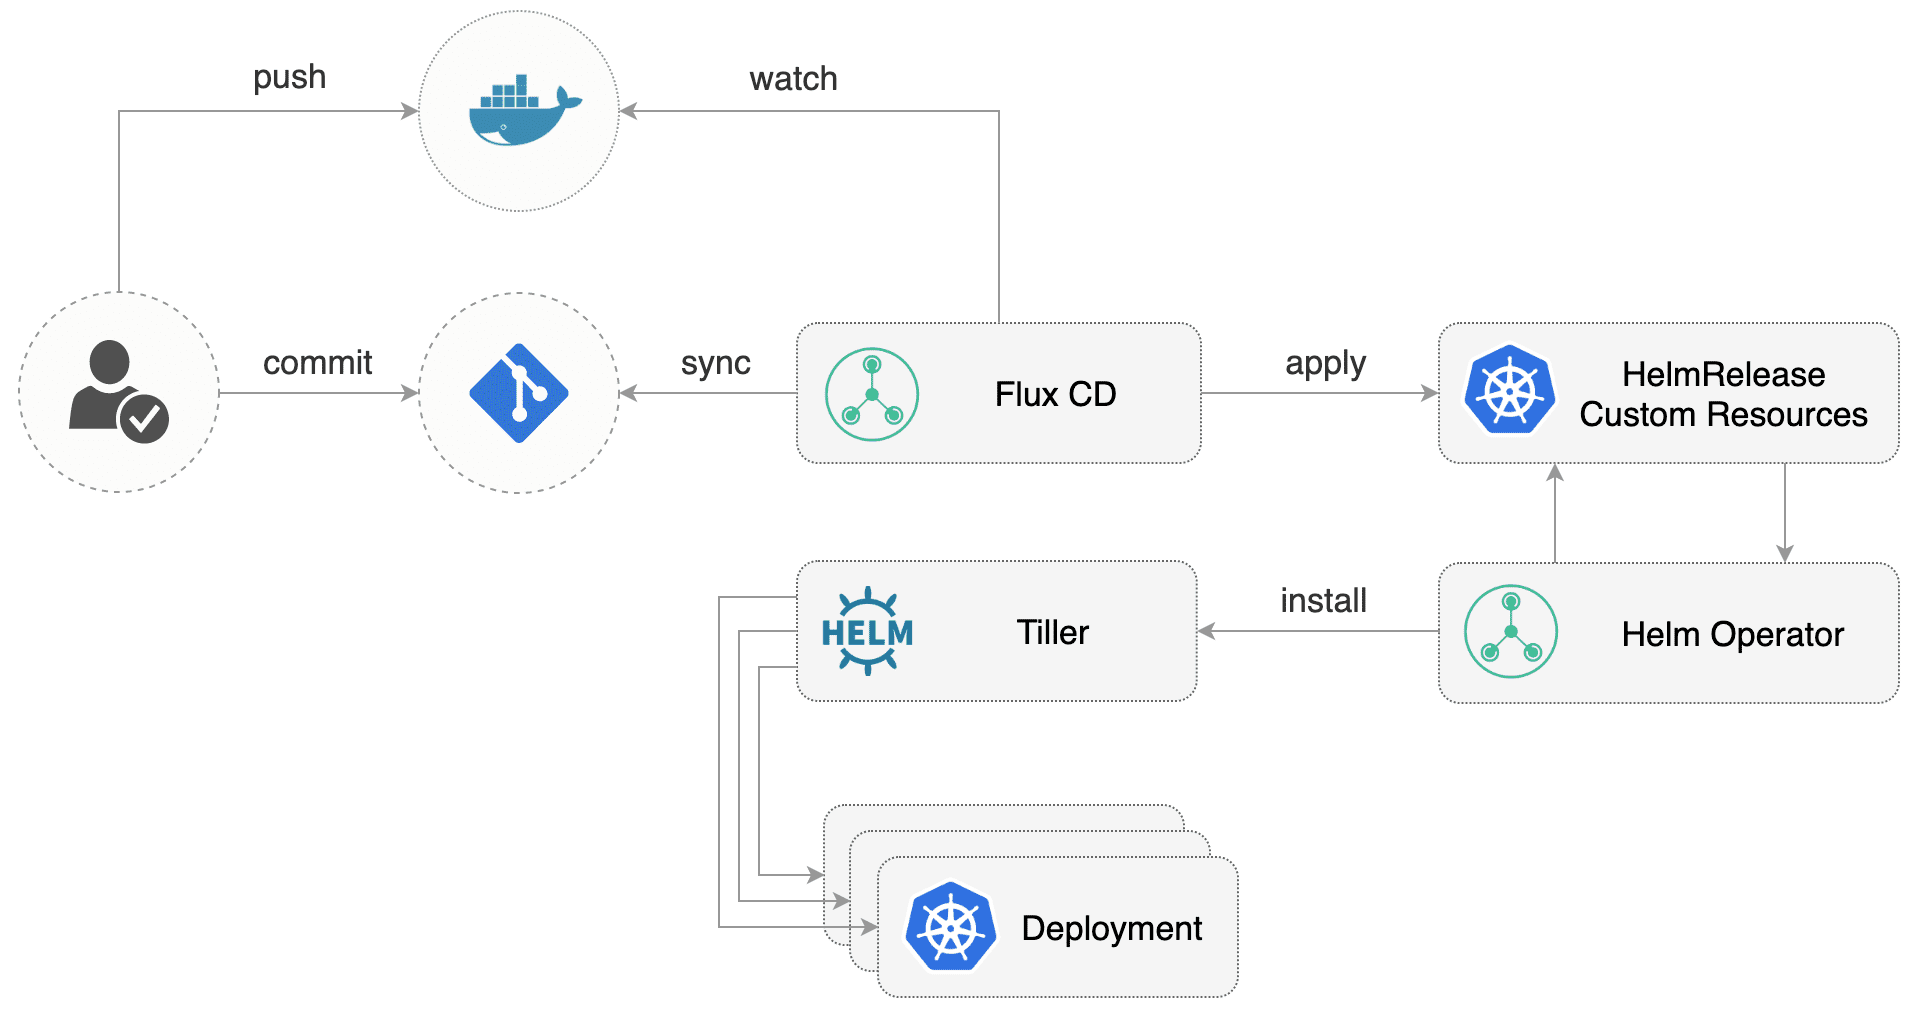 push
watch
commit
sync
Flux CD
apply
HelmRelease
Custom Resources
HELM
Tiller
install
Helm Operator
Deployment